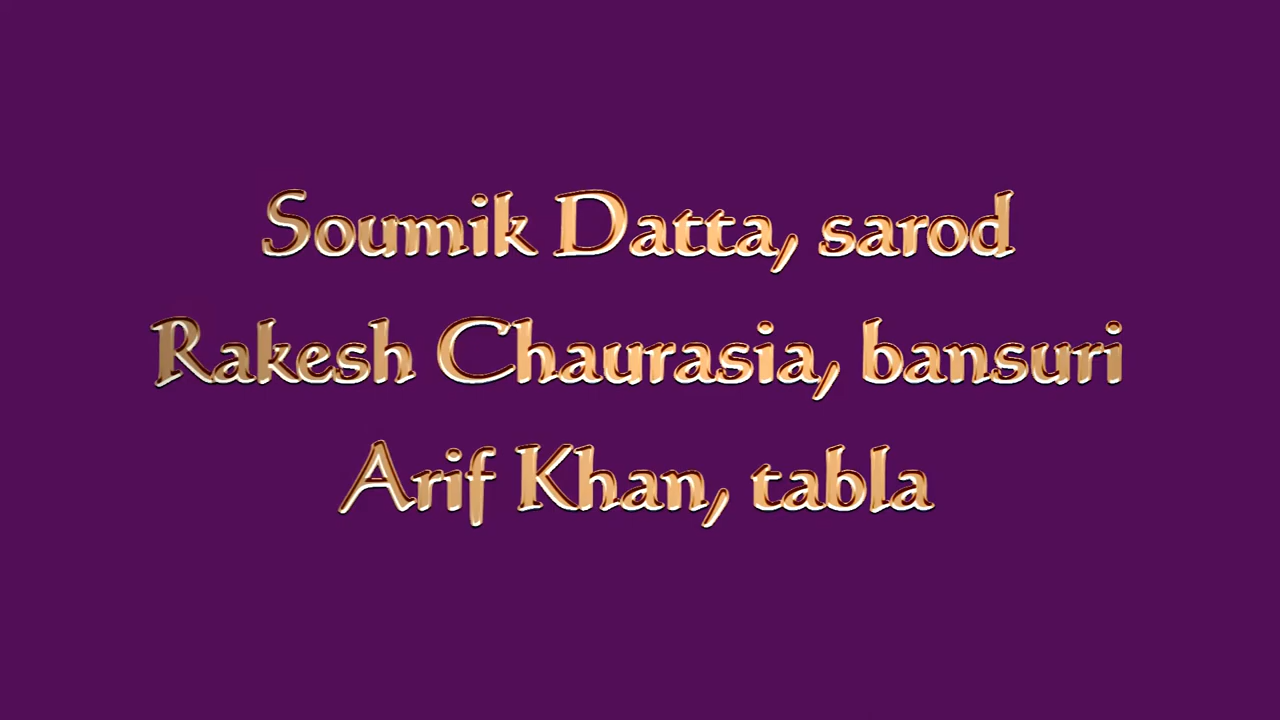 Soumik Datta, sarod
Rakesh Chaurasia, bansuri
Arif Khan, tabla